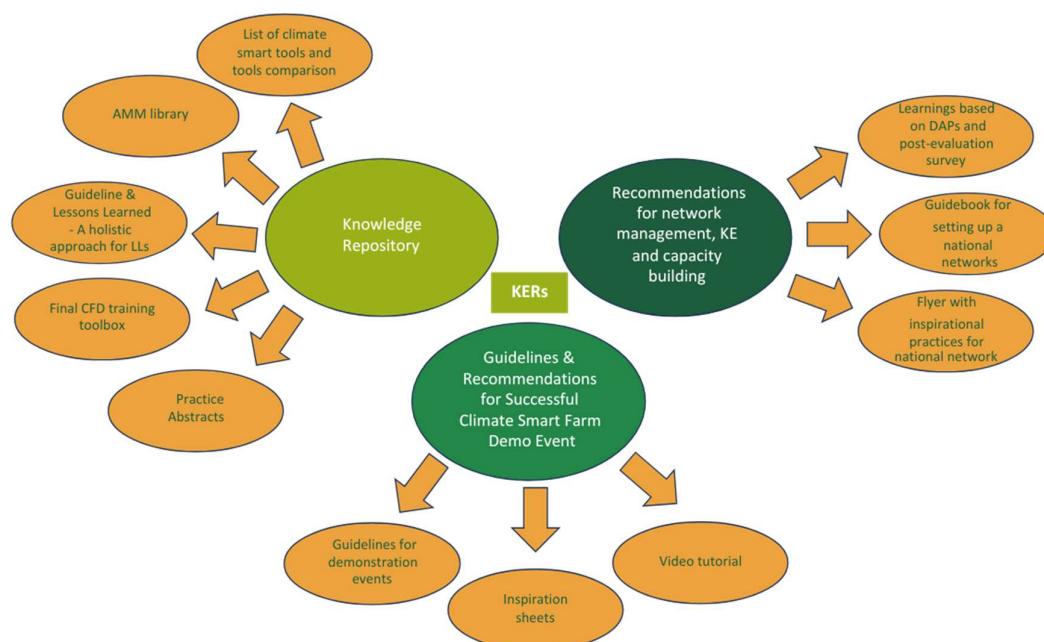 List of climate
smart tools and
tools comparison
AMM library
Guideline &
Lessons Learned
- A holistic
approach for LLs
Final CFD training
toolbox
Practice
Abstracts
Knowledge
Repository
KERs
Recommendations
for network
management, KE
and capacity
building
Learnings based
on DAPs and
post-evaluation
survey
Guidebook for
setting up a
national networks
Flyer with
inspirational
practices for
national network
Guidelines &
Recommendations
for Successful
Climate Smart Farm
Demo Event
Guidelines for
demonstration
events
Inspiration
sheets
Video tutorial